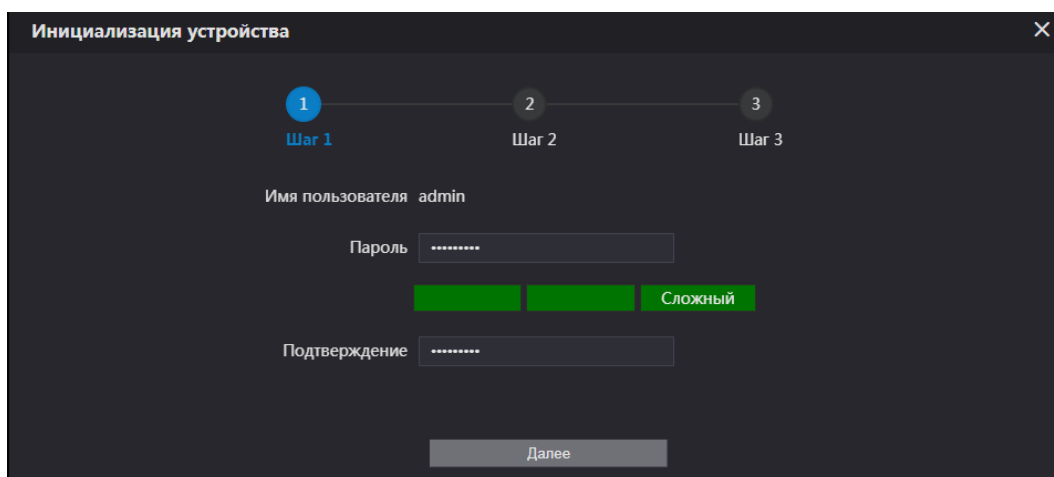 Инициализация устройства
1 2 3
Шаг 1 Шаг 2 Шаг 3
Имя пользователя admin
Пароль •••••••••
Сложный
Подтверждение •••••••••
Далее